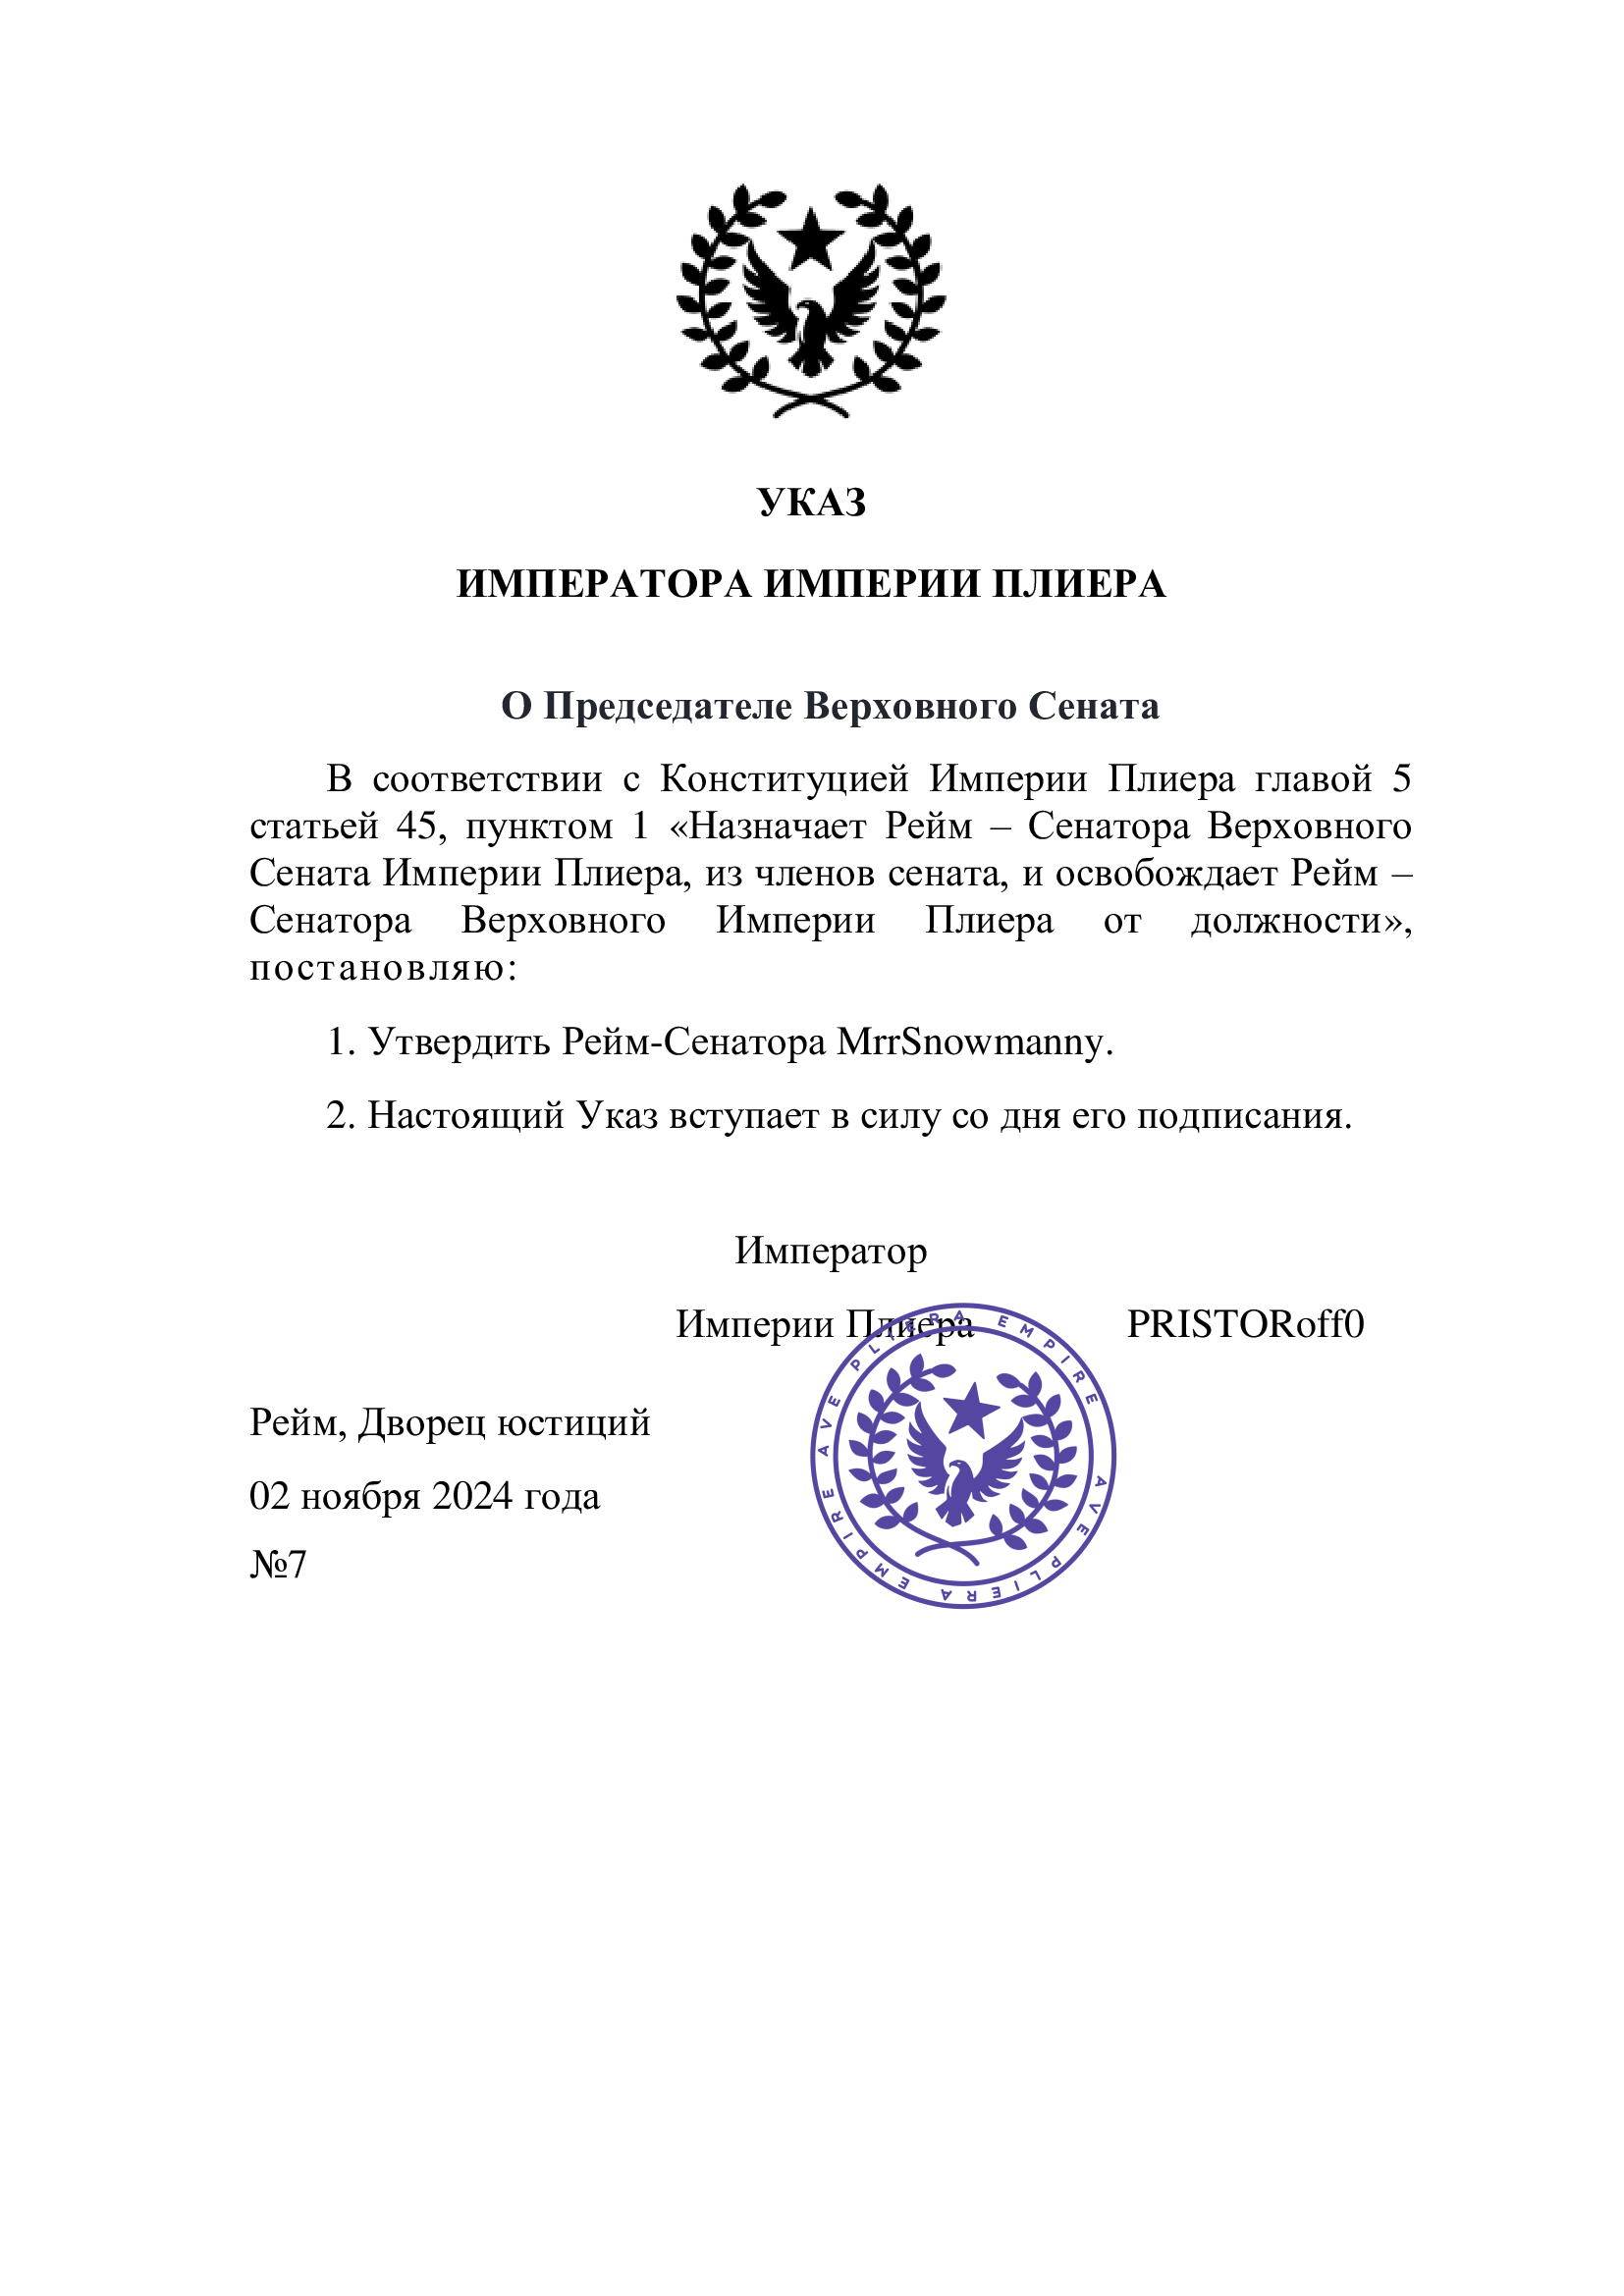 УКАЗ
ИМПЕРАТОРА ИМПЕРИИ ПЛИЕРА
О Председателе Верховного Сената
В соответствии с Конституцией Империи Плиера главой 5
статьей 45, пунктом 1 «Назначает Рейм – Сенатора Верховного
Сената Империи Плиера, из членов сената, и освобождает Рейм –
Сенатора Верховного Империи Плиера от должности»,
постановляю:
1. Утвердить Рейм-Сенатора MrrSnowmanny.
2. Настоящий Указ вступает в силу со дня его подписания.
Император
Империи Плиера PRISTORoff0
AVE PLIERA EMPIRE AVE PLIERA EMPIRE
Рейм, Дворец юстиций
02 ноября 2024 года
№7